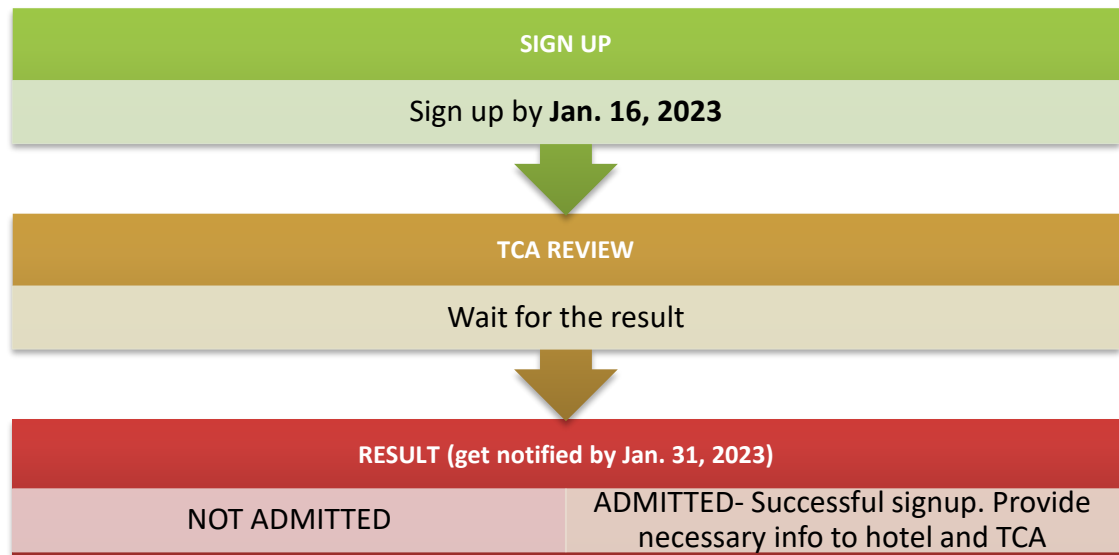 SIGN UP
Sign up by Jan. 16, 2023
TCA REVIEW
Wait for the result
RESULT (get notified by Jan. 31, 2023)
NOT ADMITTED
ADMITTED- Successful signup. Provide
necessary info to hotel and TCA